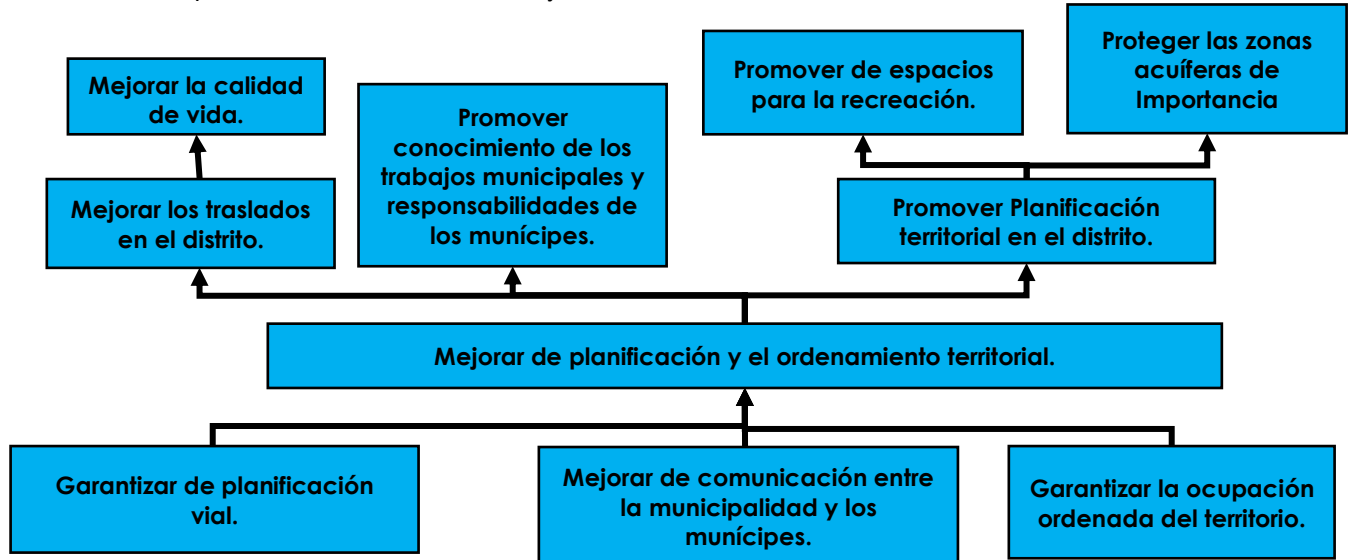 Proteger las zonas
acuíferas de
Importancia
Promover de espacios
para la recreación.
Mejorar la calidad
de vida.
Promover
conocimiento de los
trabajos municipales y
responsabilidades de
los munícipes.
Mejorar los traslados
en el distrito.
Promover Planificación
territorial en el distrito.
Mejorar de planificación y el ordenamiento territorial.
Garantizar de planificación
vial.
Mejorar de comunicación entre
la municipalidad y los
munícipes.
Garantizar la ocupación
ordenada del territorio.